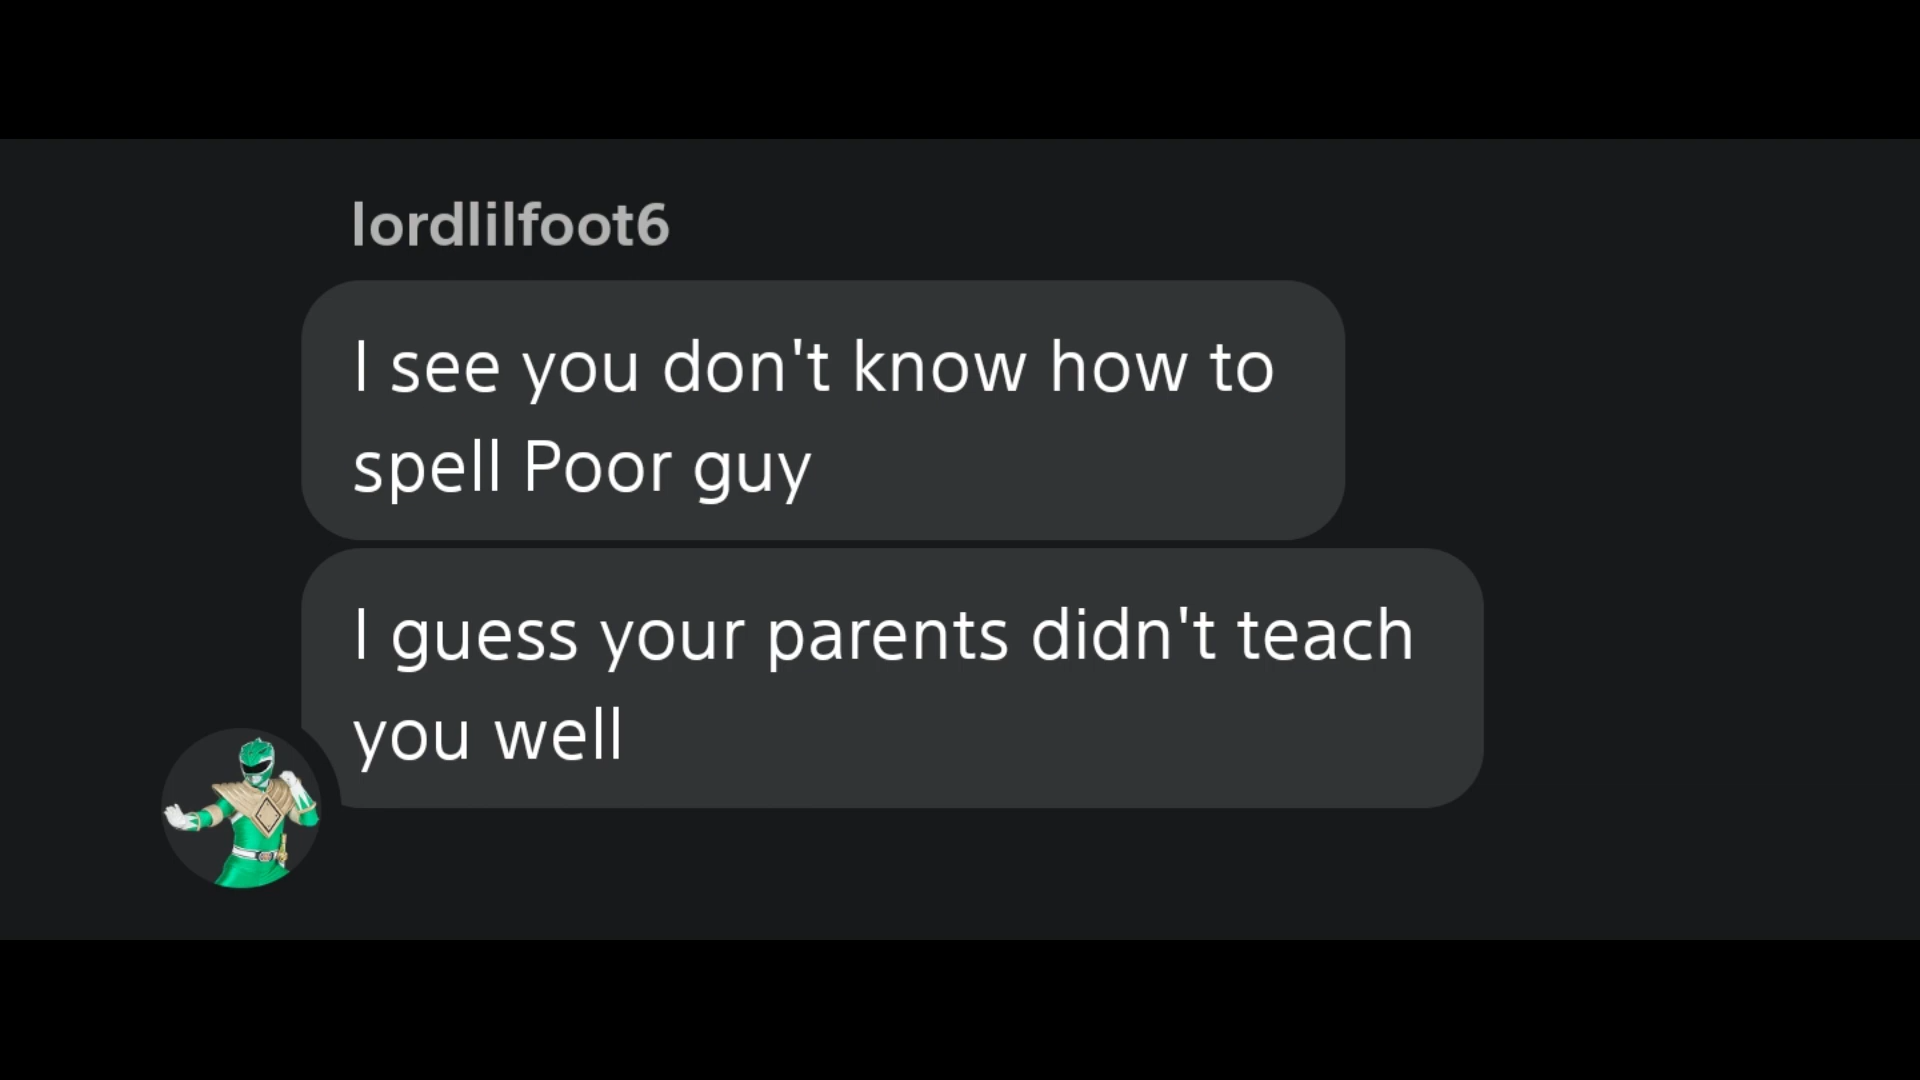 lordlilfoot6
I see you don't know how to
spell Poor guy
I guess your parents didn't teach
you well